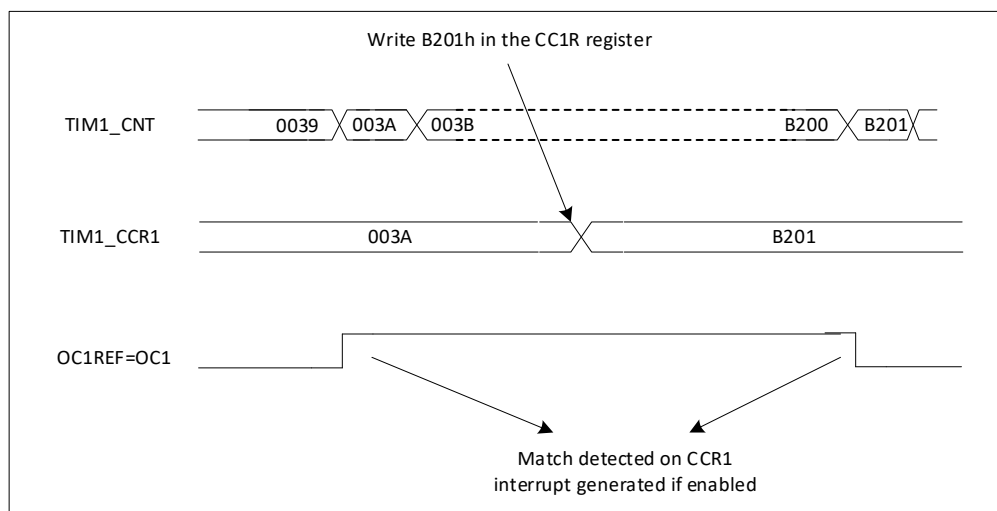 Write B201h in the CC1R register
TIM1_CNT
0039 003A 003B B200 B201
TIM1_CCR1
003A B201
OC1REF=OC1
Match detected on CCR1
interrupt generated if enabled